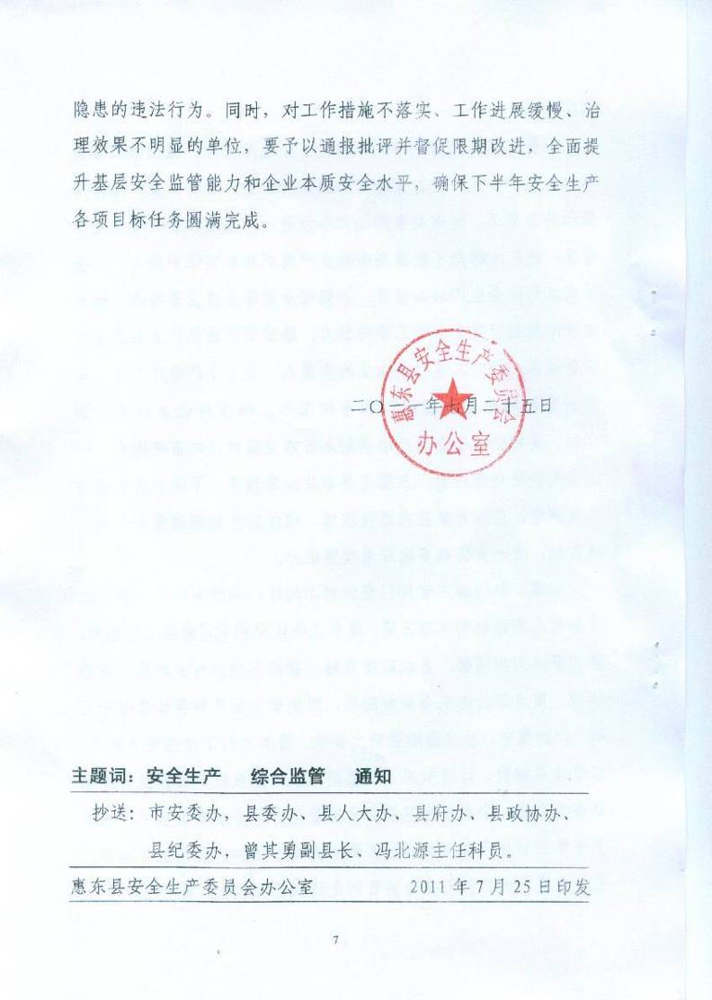 隐患的违法行为。同时，对工作措施不落实、工作进展缓慢、治
理效果不明显的单位，要予以通报批评并督促限期改进，全面提
升基层安全监管能力和企业本质安全水平，确保下半年安全生产
各项目标任务圆满完成。
惠东县安全生产委员会
二〇一一年七月二十五日
办公室
主题词：安全生产 综合监管 通知
抄送：市安委办，县委办、县人大办、县府办、县政协办、
县纪委办，曾其勇副县长、冯北源主任科员。
惠东县安全生产委员会办公室 2011年7月25日印发
7